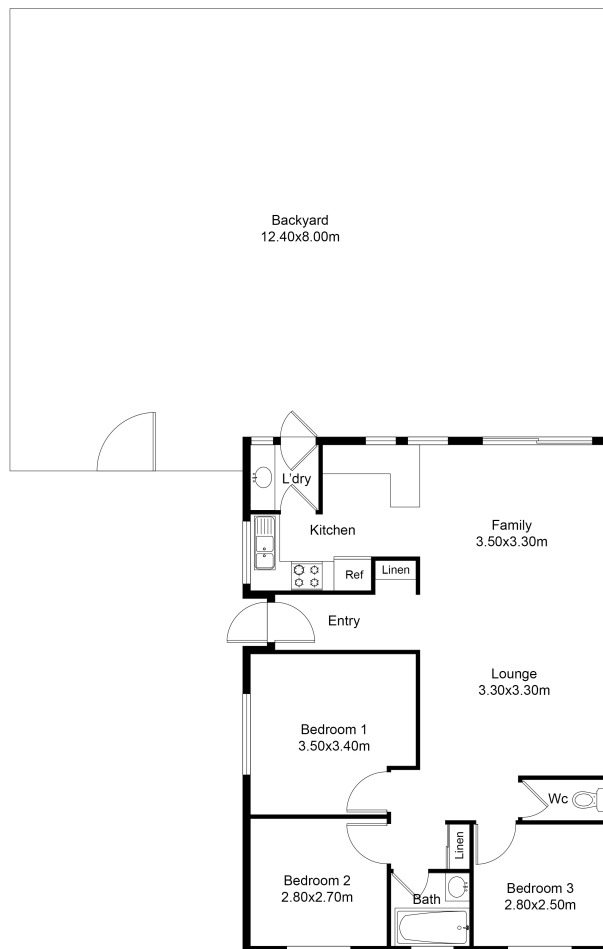 Backyard
12.40x8.00m
L'dry
Kitchen
Family
3.50x3.30m
Ref
Linen
Entry
Lounge
3.30x3.30m
Bedroom 1
3.50x3.40m
Wc
Linen
Bedroom 2
2.80x2.70m
Bath
Bedroom 3
2.80x2.50m